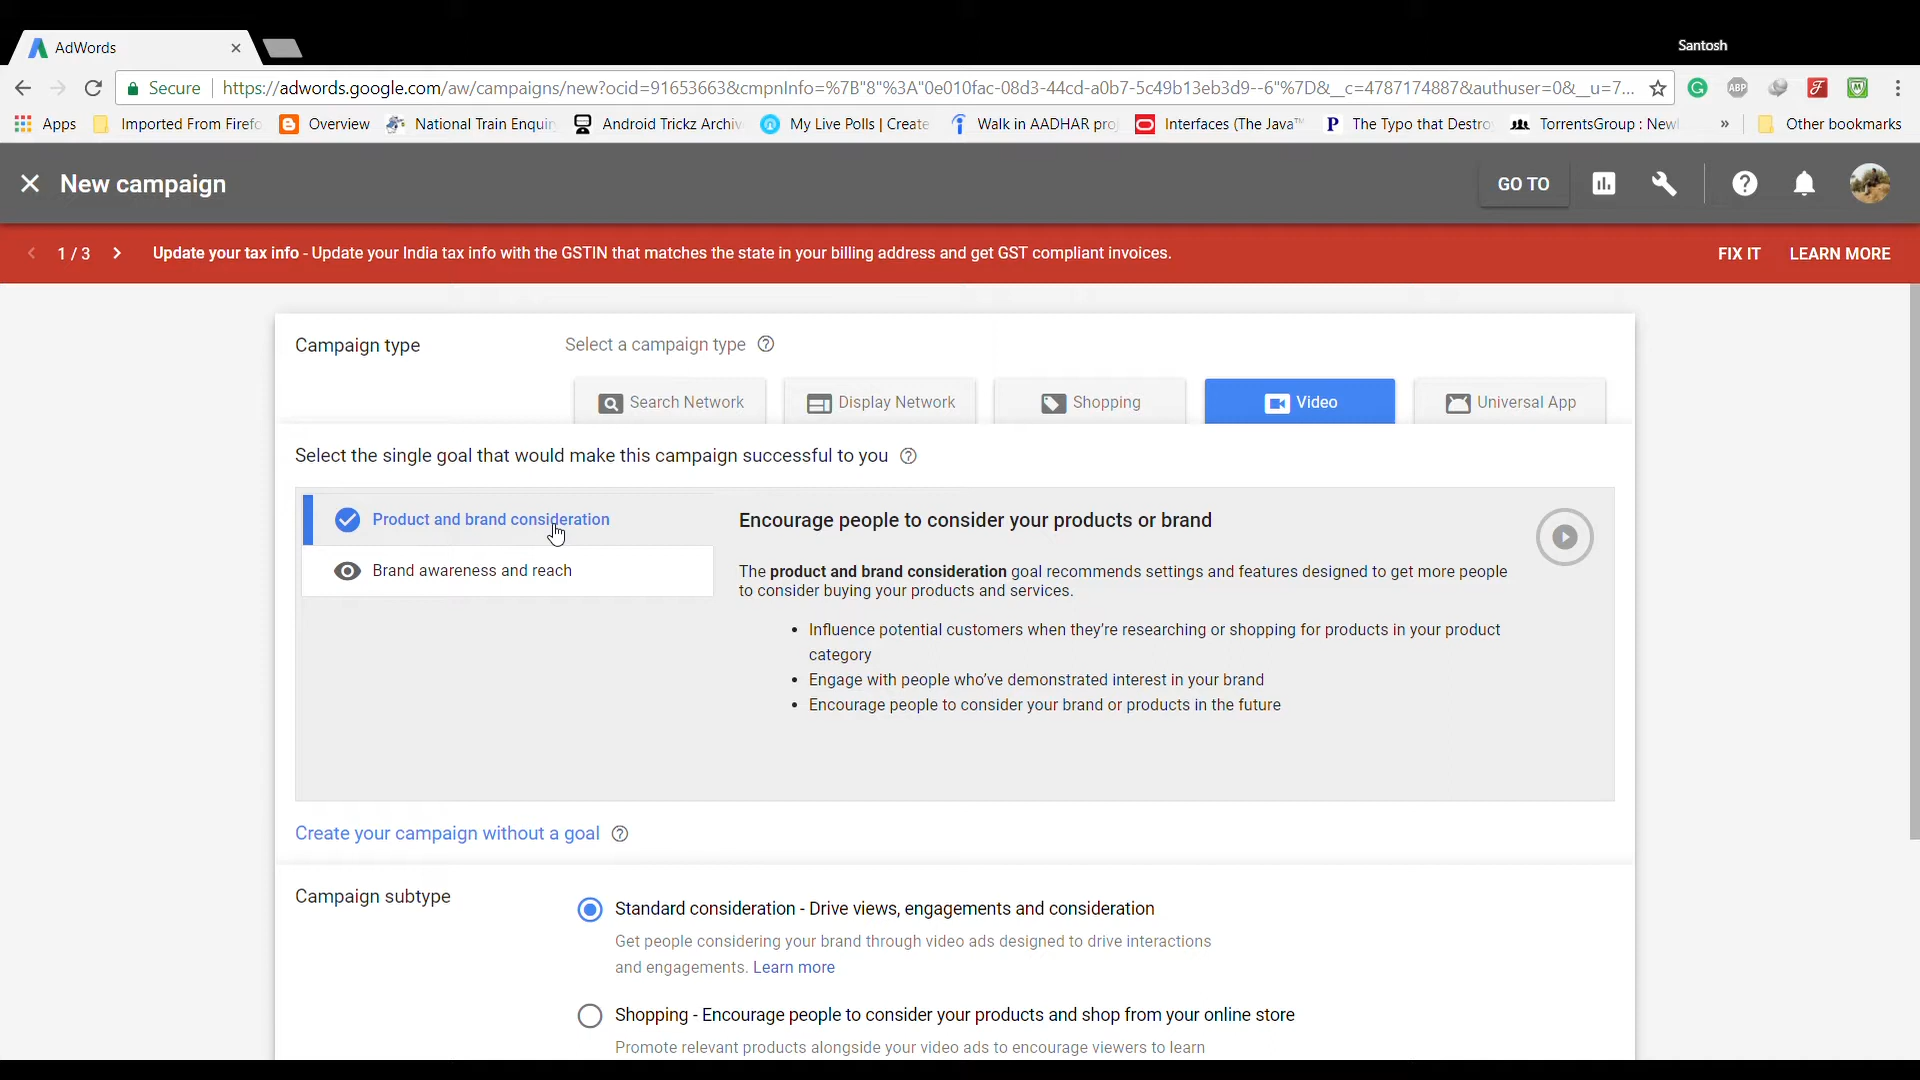 AdWords
Santosh
Secure https://adwords.google.com/aw/campaigns/new?ocid=91653663&cmpnInfo=%7B"8"%3A"0e010fac-08d3-44cd-a0b7-5c49b13eb3d9--6"%7D&__c=4787174887&authuser=0&__u=7...
Apps Imported From Firefo Overview National Train Enquir Android Trickz Archiv My Live Polls | Create Walk in AADHAR pro Interfaces (The Java™ P The Typo that Destro TorrentsGroup : New » Other bookmarks
New campaign GO TO
1 / 3 Update your tax info - Update your India tax info with the GSTIN that matches the state in your billing address and get GST compliant invoices. FIX IT LEARN MORE
Campaign type Select a campaign type
Search Network Display Network Shopping Video Universal App
Select the single goal that would make this campaign successful to you
Product and brand consideration
Brand awareness and reach
Encourage people to consider your products or brand
The product and brand consideration goal recommends settings and features designed to get more people
to consider buying your products and services.
• Influence potential customers when they're researching or shopping for products in your product
category
• Engage with people who've demonstrated interest in your brand
• Encourage people to consider your brand or products in the future
Create your campaign without a goal
Campaign subtype
Standard consideration - Drive views, engagements and consideration
Get people considering your brand through video ads designed to drive interactions
and engagements. Learn more
Shopping - Encourage people to consider your products and shop from your online store
Promote relevant products alongside your video ads to encourage viewers to learn